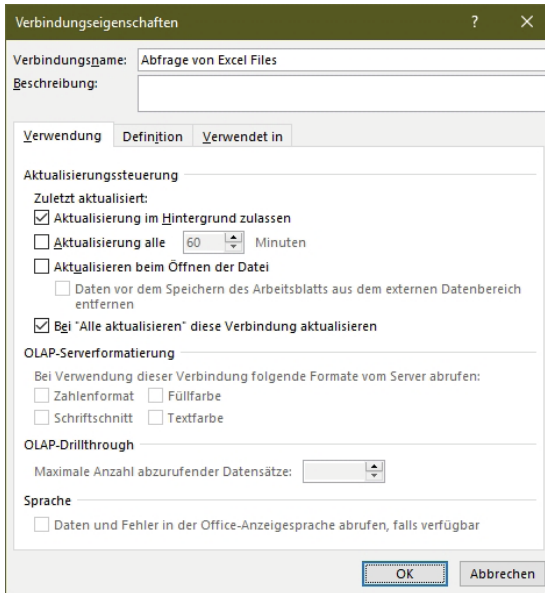 Verbindungseigenschaften ? ×
Verbindungsname: Abfrage von Excel Files
Beschreibung:
Verwendung Definition Verwendet in
Aktualisierungssteuerung
Zuletzt aktualisiert:
Aktualisierung im Hintergrund zulassen
Aktualisierung alle 60 Minuten
Aktualisieren beim Öffnen der Datei
Daten vor dem Speichern des Arbeitsblatts aus dem externen Datenbereich
entfernen
Bei "Alle aktualisieren" diese Verbindung aktualisieren
OLAP-Serverformatierung
Bei Verwendung dieser Verbindung folgende Formate vom Server abrufen:
Zahlenformat Füllfarbe
Schriftschnitt Textfarbe
OLAP-Drillthrough
Maximale Anzahl abzurufender Datensätze:
Sprache
Daten und Fehler in der Office-Anzeigesprache abrufen, falls verfügbar
OK Abbrechen